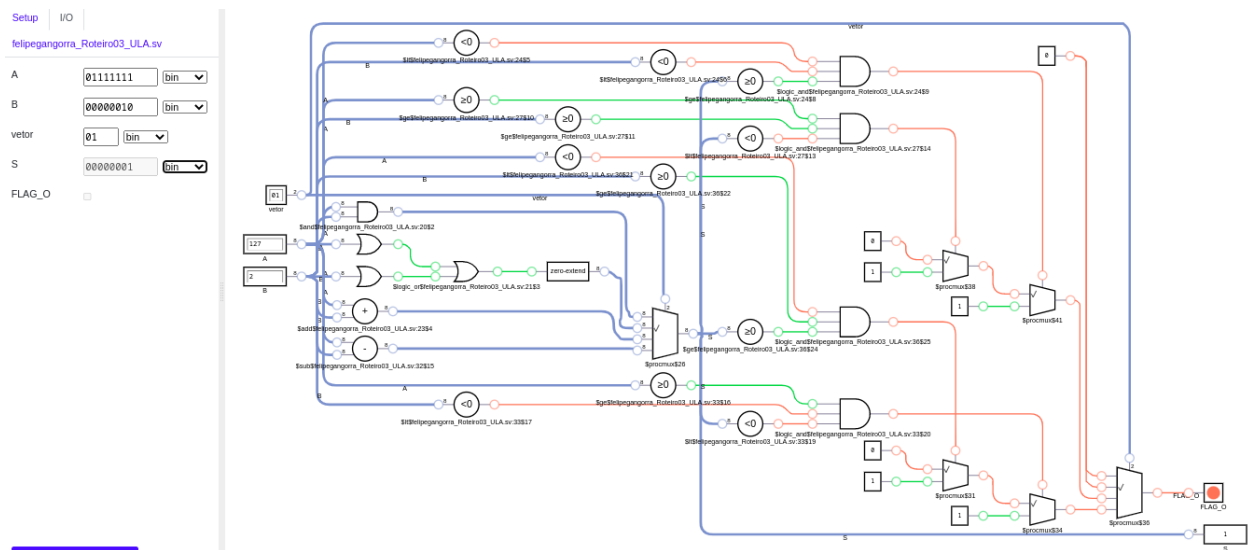 Setup I/O
felipegangorra_Roteiro03_ULA.sv
A 01111111 bin
B 00000010 bin
vetor 01 bin
S 00000001 bin
FLAG_O
vetor
<0
$lt$felipegangorra_Roteiro03_ULA.sv:24$5
B
<0
0
≥0
$ge$felipegangorra_Roteiro03_ULA.sv:24$8
$logic_and$felipegangorra_Roteiro03_ULA.sv:24$9
A
≥0
$ge$felipegangorra_Roteiro03_ULA.sv:27$10
B
≥0
$ge$felipegangorra_Roteiro03_ULA.sv:27$11
A
<0
$lt$felipegangorra_Roteiro03_ULA.sv:27$13
$logic_and$felipegangorra_Roteiro03_ULA.sv:27$14
A
<0
$lt$felipegangorra_Roteiro03_ULA.sv:36$21
B
≥0
$ge$felipegangorra_Roteiro03_ULA.sv:36$22
01
vetor
vetor
S
$and$felipegangorra_Roteiro03_ULA.sv:20$2
S
127
A
2
B
$logic_or$felipegangorra_Roteiro03_ULA.sv:21$3
zero-extend
0
1
$procmux$38
1
$procmux$41
+
$add$felipegangorra_Roteiro03_ULA.sv:23$4
-
$sub$felipegangorra_Roteiro03_ULA.sv:32$15
$procmux$26
S
≥0
$ge$felipegangorra_Roteiro03_ULA.sv:36$24
$logic_and$felipegangorra_Roteiro03_ULA.sv:36$25
A
≥0
$ge$felipegangorra_Roteiro03_ULA.sv:33$16
S
B
<0
$lt$felipegangorra_Roteiro03_ULA.sv:33$17
<0
$lt$felipegangorra_Roteiro03_ULA.sv:33$19
$logic_and$felipegangorra_Roteiro03_ULA.sv:33$20
0
1
$procmux$31
1
$procmux$34
$procmux$36
FLAG_O
FLAG_O
S
1